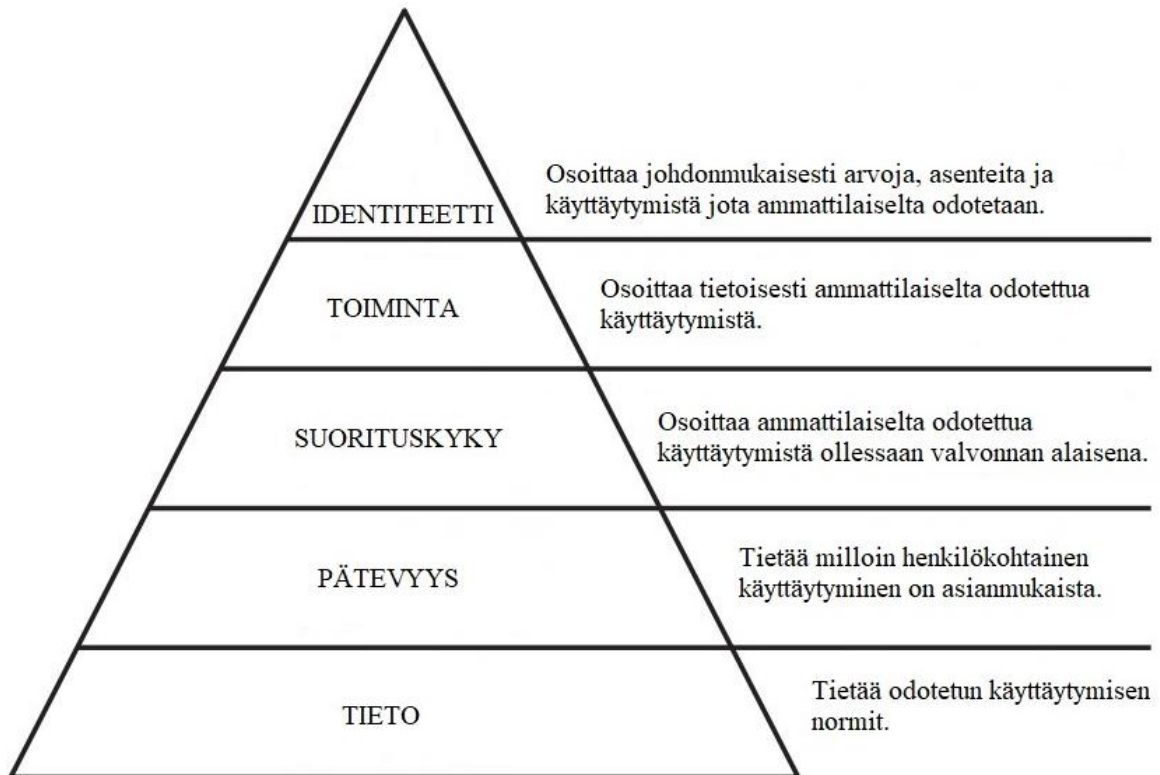 IDENTITEETTI
Osoittaa johdonmukaisesti arvoja, asenteita ja
käyttäytymistä jota ammattilaiselta odotetaan.
TOIMINTA
Osoittaa tietoisesti ammattilaiselta odotettua
käyttäytymistä.
SUORITUSKYKY
Osoittaa ammattilaiselta odotettua
käyttäytymistä ollessaan valvonnan alaisena.
PÄTEVYYS
Tietää milloin henkilökohtainen
käyttäytyminen on asianmukaista.
TIETO
Tietää odotetun käyttäytymisen
normit.